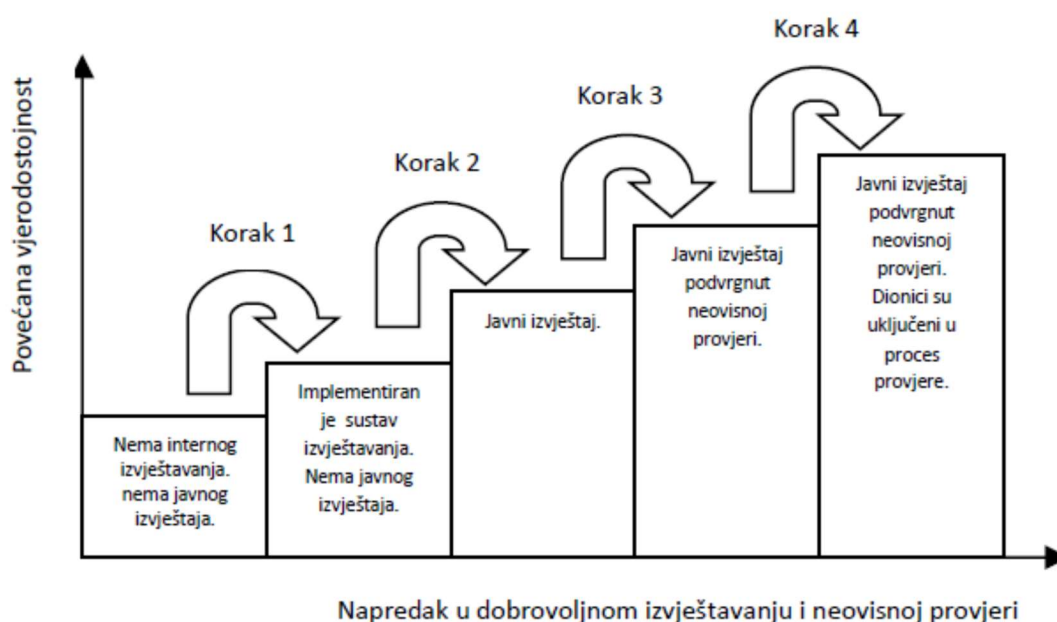 Korak 4
Korak 3
Korak 2
Korak 1
Povećana vjerodostojnost
Nema internog
izvještavanja.
nema javnog
izvještaja.
Implementiran
je sustav
izvještavanja.
Nema javnog
izvještaja.
Javni izvještaj.
Javni izvještaj
podvrgnut
neovisnoj
provjeri.
Javni izvještaj
podvrgnut
neovisnoj
provjeri.
Dionici su
uključeni u
proces
provjere.
Napredak u dobrovoljnom izvještavanju i neovisnoj provjeri